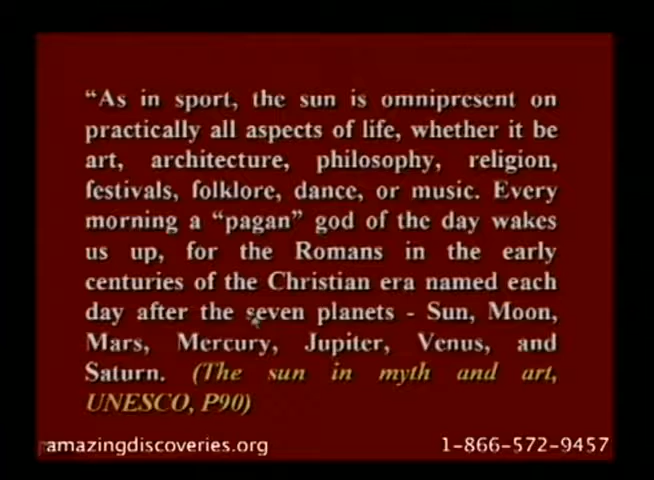 “As in sport, the sun is omnipresent on
practically all aspects of life, whether it be
art, architecture, philosophy, religion,
festivals, folklore, dance, or music. Every
morning a “pagan” god of the day wakes
us up, for the Romans in the early
centuries of the Christian era named each
day after the seven planets - Sun, Moon,
Mars, Mercury, Jupiter, Venus, and
Saturn. (The sun in myth and art,
UNESCO, P90)
amazingdiscoveries.org 1-866-572-9457